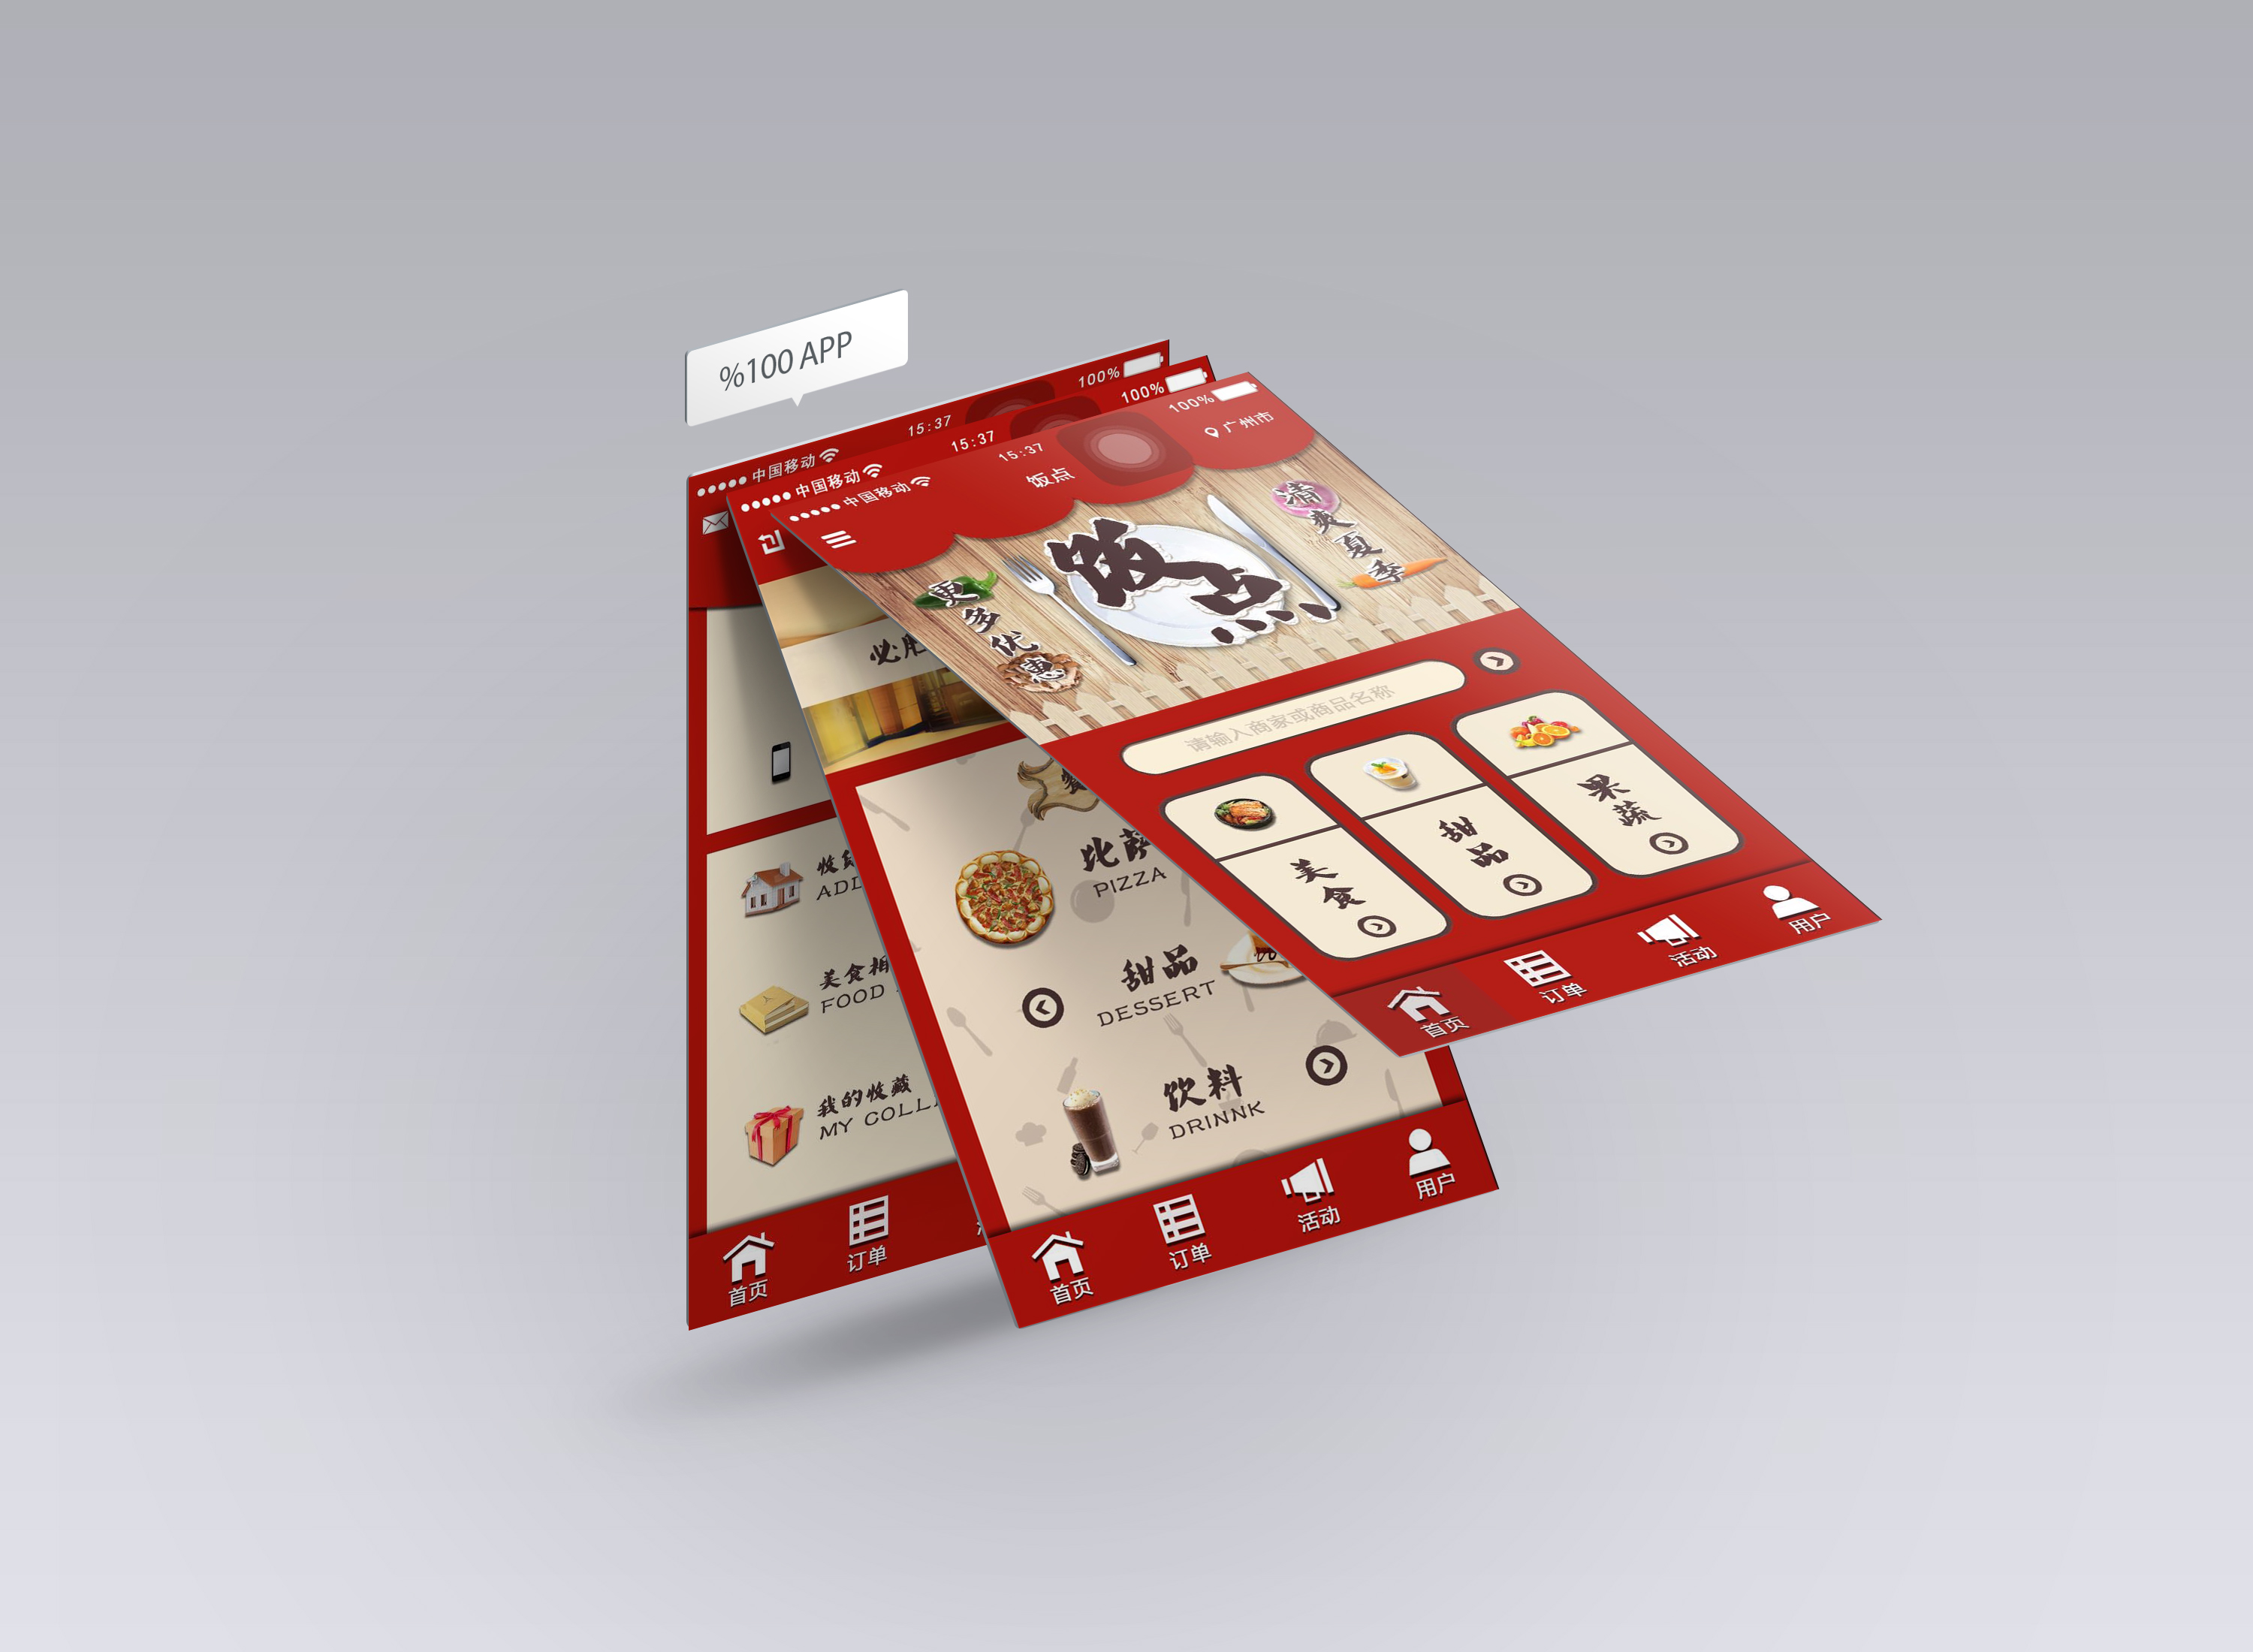 %100 APP
中国移动
15:37
100%
收货
ADD
美食相
FOOD
我的收藏
MY COLL
首页
订单
中国移动
15:37
100%
必胜
比萨
PIZZA
甜品
DESSERT
饮料
DRINNK
首页
订单
活动
用户
中国移动
15:37
100%
饭点
广州市
更多优惠
饭点
清爽夏季
请输入商家或商品名称
美食
甜品
果蔬
首页
订单
活动
用户